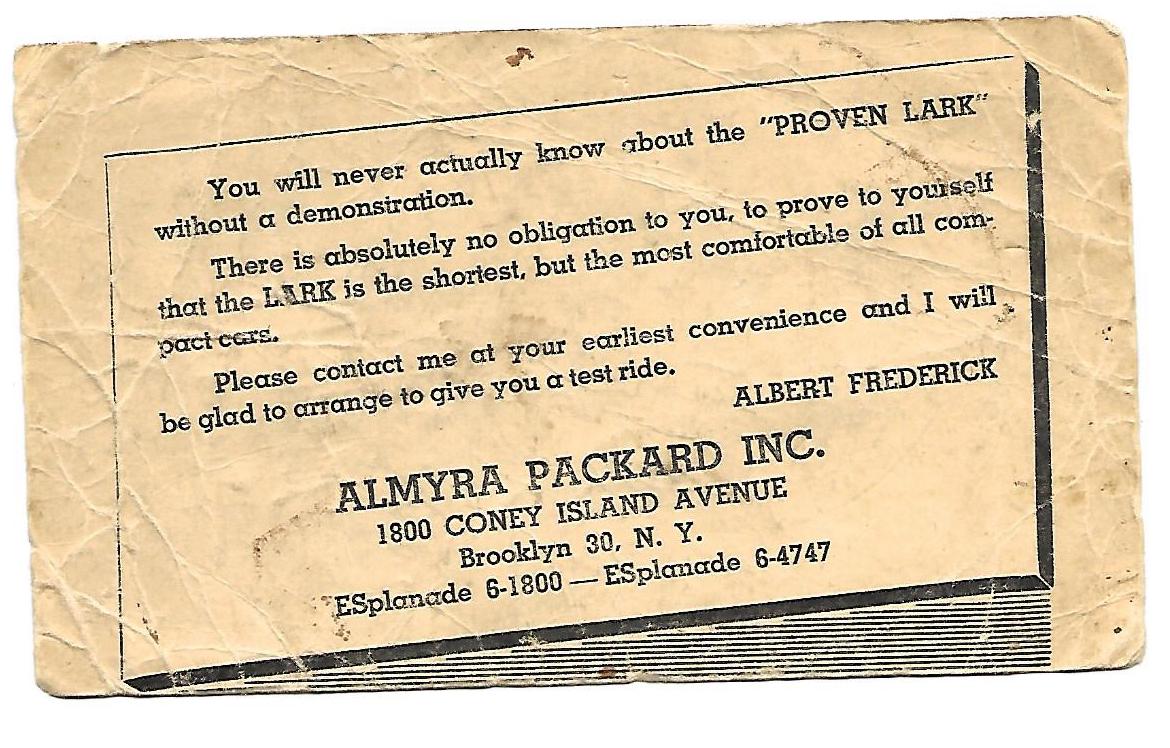 You will never actually know about the "PROVEN LARK"
without a demonstration.
There is absolutely no obligation to you, to prove to yourself
that the LARK is the shortest, but the most comfortable of all com-
pact cars.
Please contact me at your earliest convenience and I will
be glad to arrange to give you a test ride.
ALBERT FREDERICK
ALMYRA PACKARD INC.
1800 CONEY ISLAND AVENUE
Brooklyn 30, N. Y.
ESplanade 6-1800 — ESplanade 6-4747